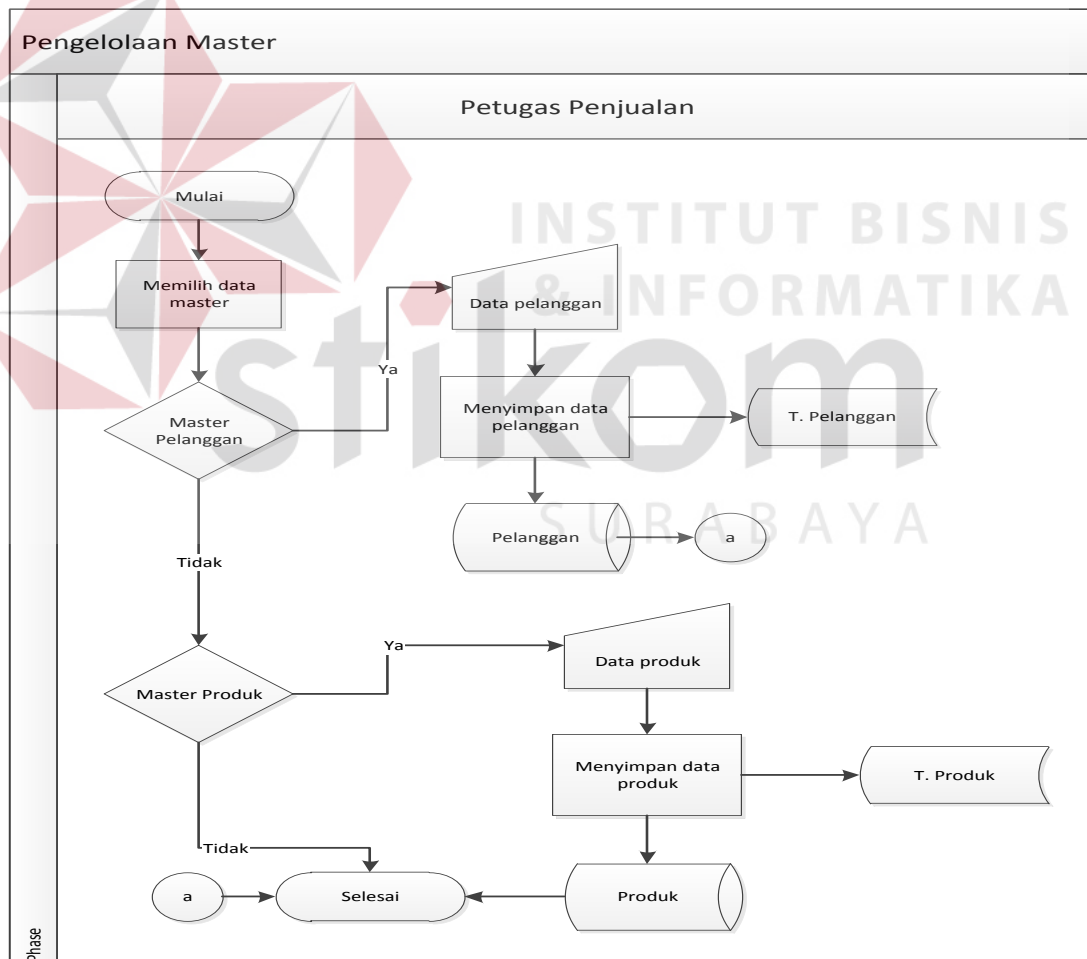 Pengelolaan Master
Petugas Penjualan
Phase
INSTITUT BISNIS
& INFORMATIKA
stikom
SURABAYA
Mulai
Memilih data
master
Master
Pelanggan
Ya
Data pelanggan
Menyimpan data
pelanggan
T. Pelanggan
Pelanggan
a
Tidak
Master Produk
Ya
Data produk
Menyimpan data
produk
T. Produk
Produk
Tidak
a
Selesai